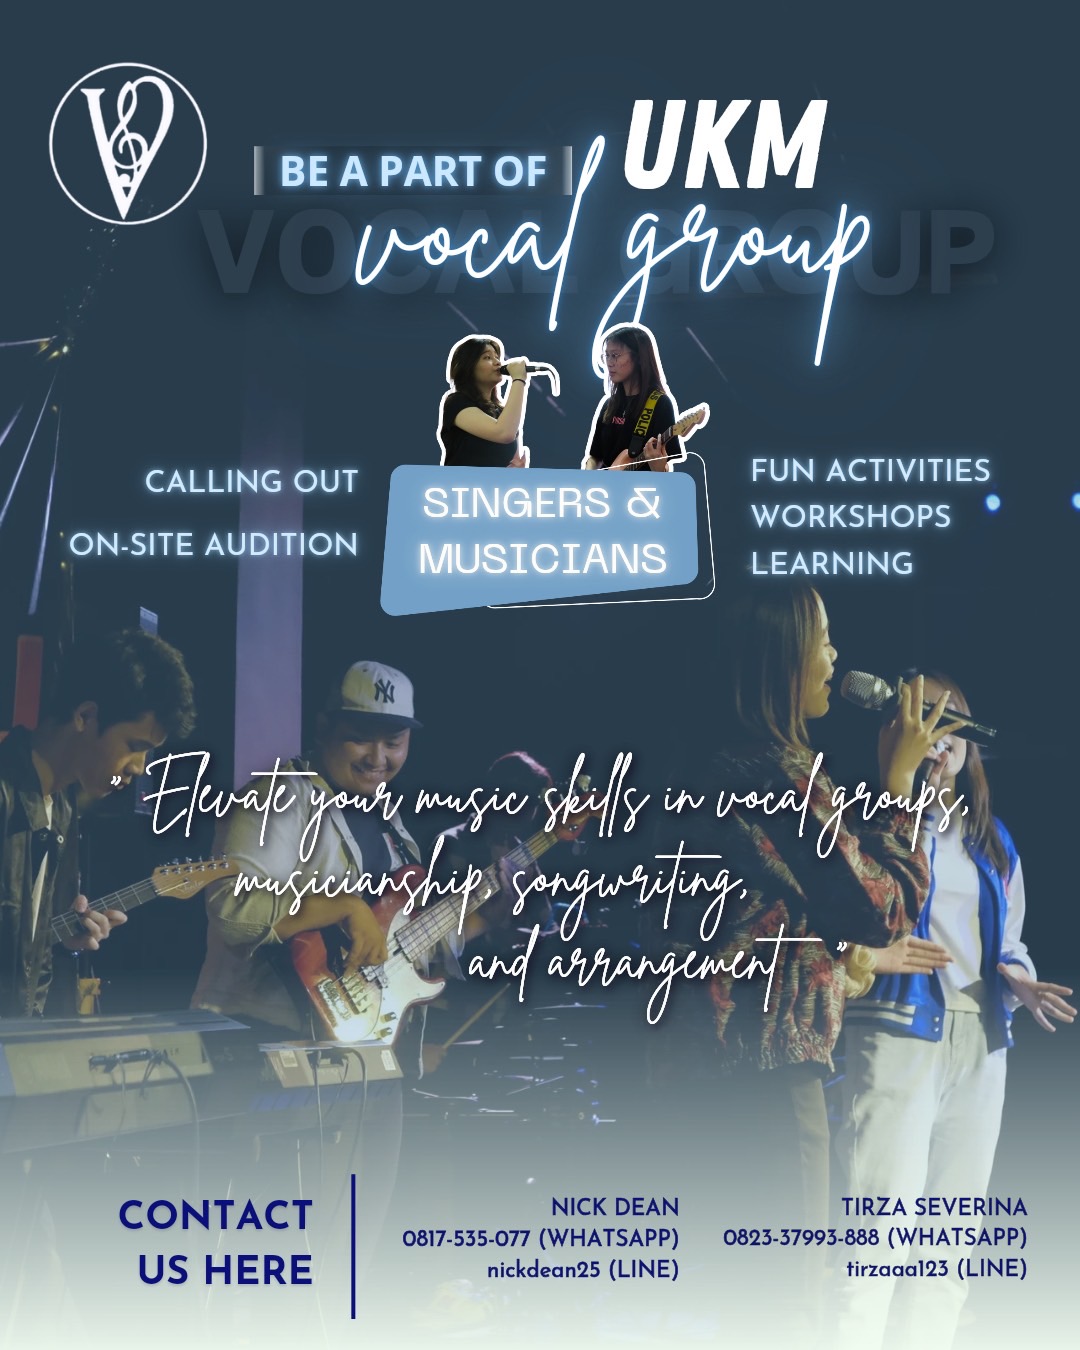 BE A PART OF
UKM
vocal group
VOCAL GROUP
CALLING OUT
ON-SITE AUDITION
SINGERS &
MUSICIANS
FUN ACTIVITIES
WORKSHOPS
LEARNING
" Elevate your music skills in vocal groups,
musicianship, songwriting,
and arrangement "
CONTACT
US HERE
NICK DEAN
0817-535-077 (WHATSAPP)
nickdean25 (LINE)
TIRZA SEVERINA
0823-37993-888 (WHATSAPP)
tirzaaa123 (LINE)